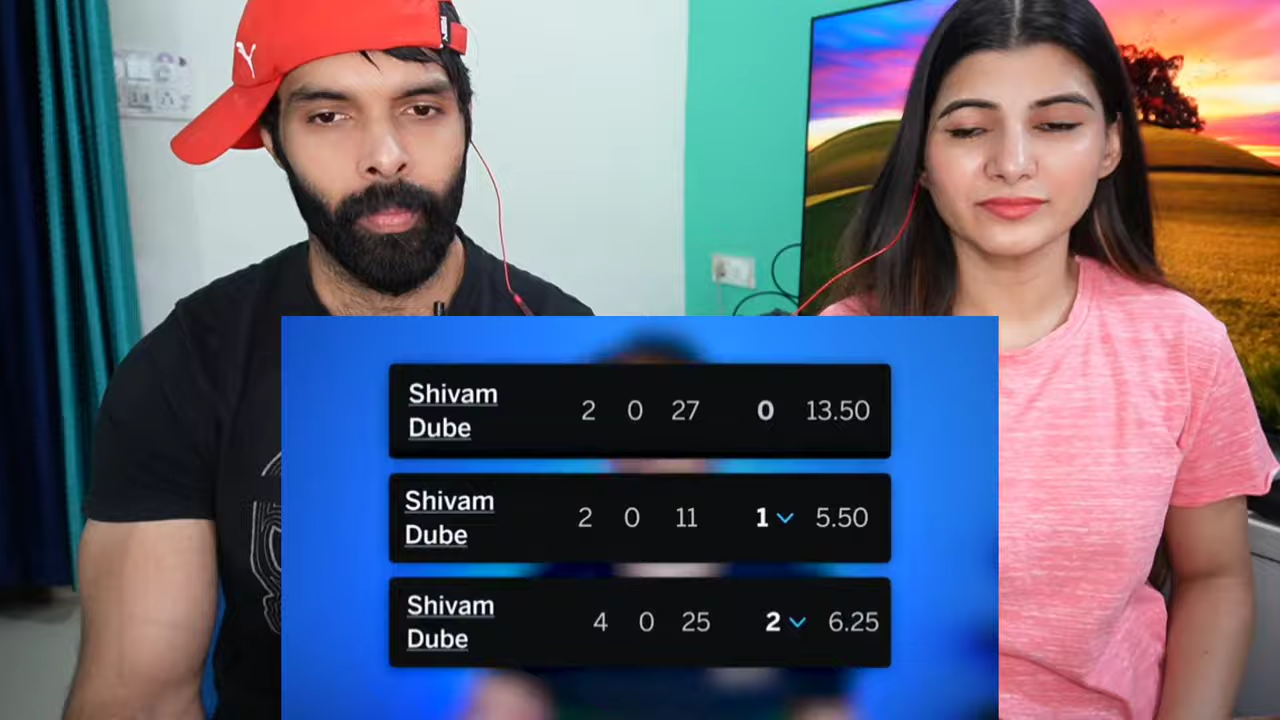 Shivam
Dube
2 0 27 0 13.50
Shivam
Dube
2 0 11 1 5.50
Shivam
Dube
4 0 25 2 6.25